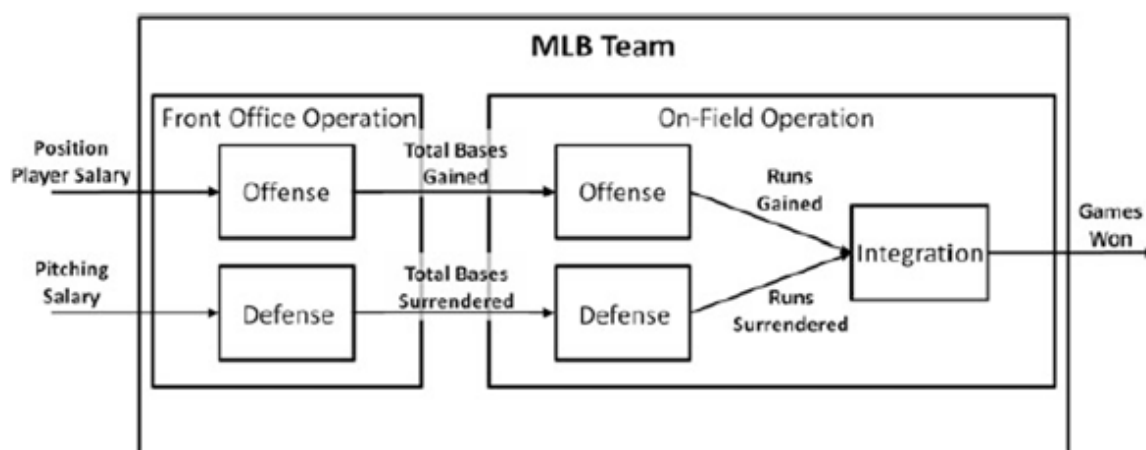 MLB Team
Front Office Operation
On-Field Operation
Position
Player Salary
Offense
Total Bases
Gained
Offense
Runs
Gained
Integration
Games
Won
Pitching
Salary
Defense
Total Bases
Surrendered
Defense
Runs
Surrendered